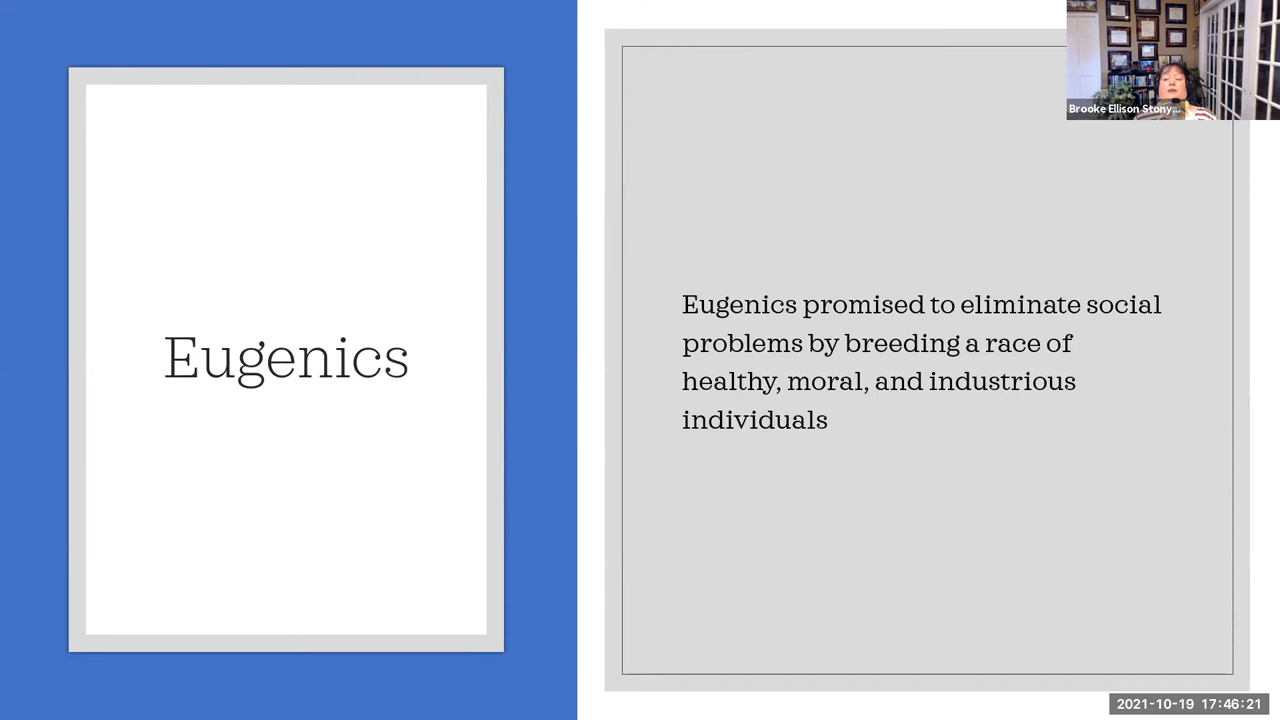 Brooke Ellison Stony...
Eugenics
Eugenics promised to eliminate social
problems by breeding a race of
healthy, moral, and industrious
individuals
2021-10-19 17:46:21